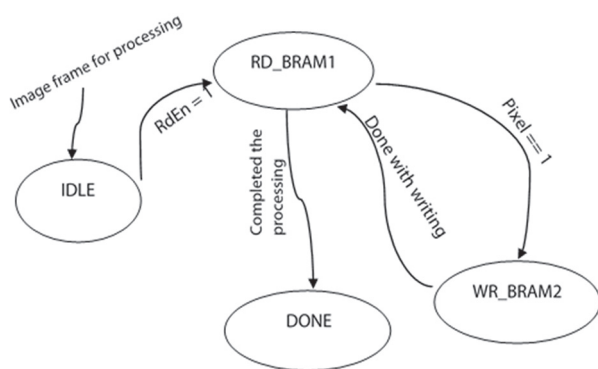 Image frame for processing
RD_BRAM1
RdEn = 1
Pixel == 1
Done with writing
Completed the
processing
IDLE
WR_BRAM2
DONE